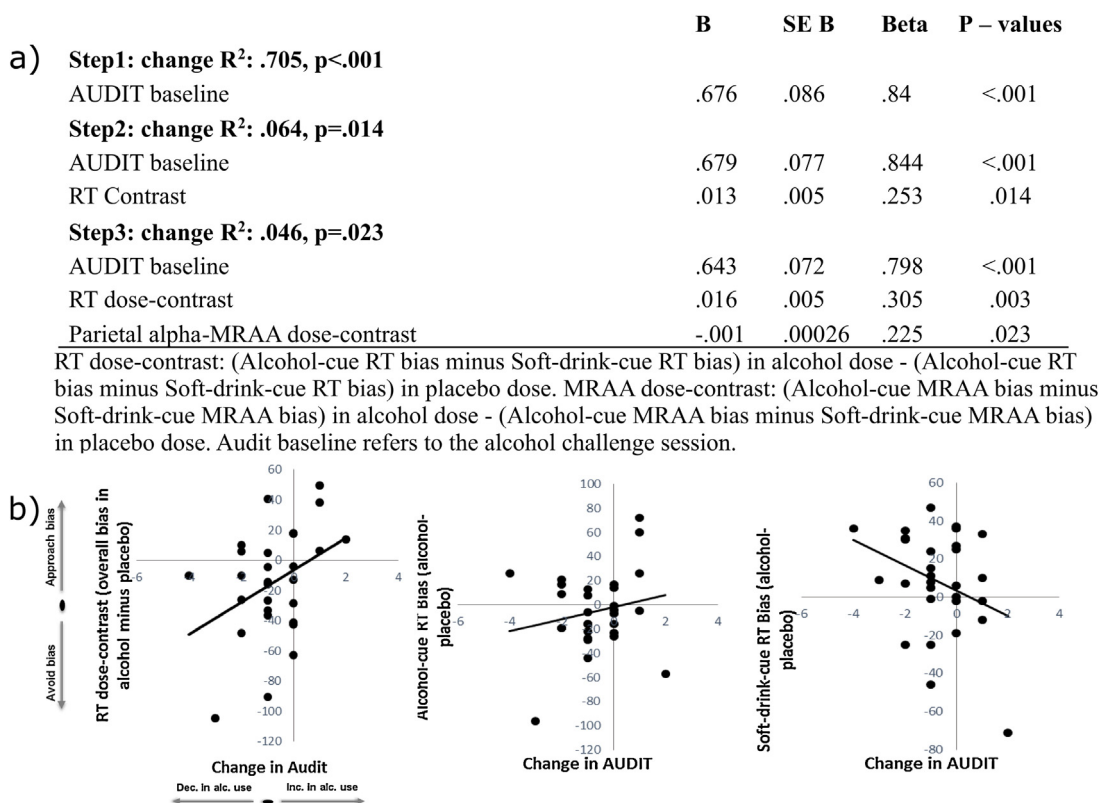 B SE B Beta P – values
a)
Step1: change R²: .705, p<.001
AUDIT baseline .676 .086 .84 <.001
Step2: change R²: .064, p=.014
AUDIT baseline .679 .077 .844 <.001
RT Contrast .013 .005 .253 .014
Step3: change R²: .046, p=.023
AUDIT baseline .643 .072 .798 <.001
RT dose-contrast .016 .005 .305 .003
Parietal alpha-MRAA dose-contrast -.001 .00026 .225 .023
RT dose-contrast: (Alcohol-cue RT bias minus Soft-drink-cue RT bias) in alcohol dose - (Alcohol-cue RT
bias minus Soft-drink-cue RT bias) in placebo dose. MRAA dose-contrast: (Alcohol-cue MRAA bias minus
Soft-drink-cue MRAA bias) in alcohol dose - (Alcohol-cue MRAA bias minus Soft-drink-cue MRAA bias)
in placebo dose. Audit baseline refers to the alcohol challenge session.
b)
Approach bias
Avoid bias
RT dose-contrast (overall bias in
alcohol minus placebo)
60
40
20
0
-20
-40
-60
-80
-100
-120
-6 -4 -2 0 2 4
Change in Audit
Dec. In alc. use Inc. In alc. use
Alcohol-cue RT Bias (alcohol-
placebo)
100
80
60
40
20
0
-20
-40
-60
-80
-100
-120
-6 -4 -2 0 2 4
Change in AUDIT
Soft-drink-cue RT Bias (alcohol-
placebo)
60
40
20
0
-20
-40
-60
-80
-6 -4 -2 0 2 4
Change in AUDIT